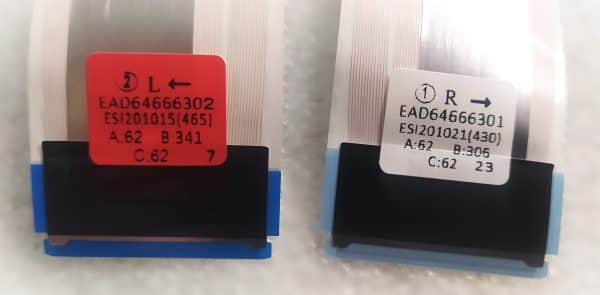 ② L ←
EAD64666302
ESI201015(465)
A:62 B:341
C:62 7
① R →
EAD64666301
ESI201021(430)
A:62 B:306
C:62 23